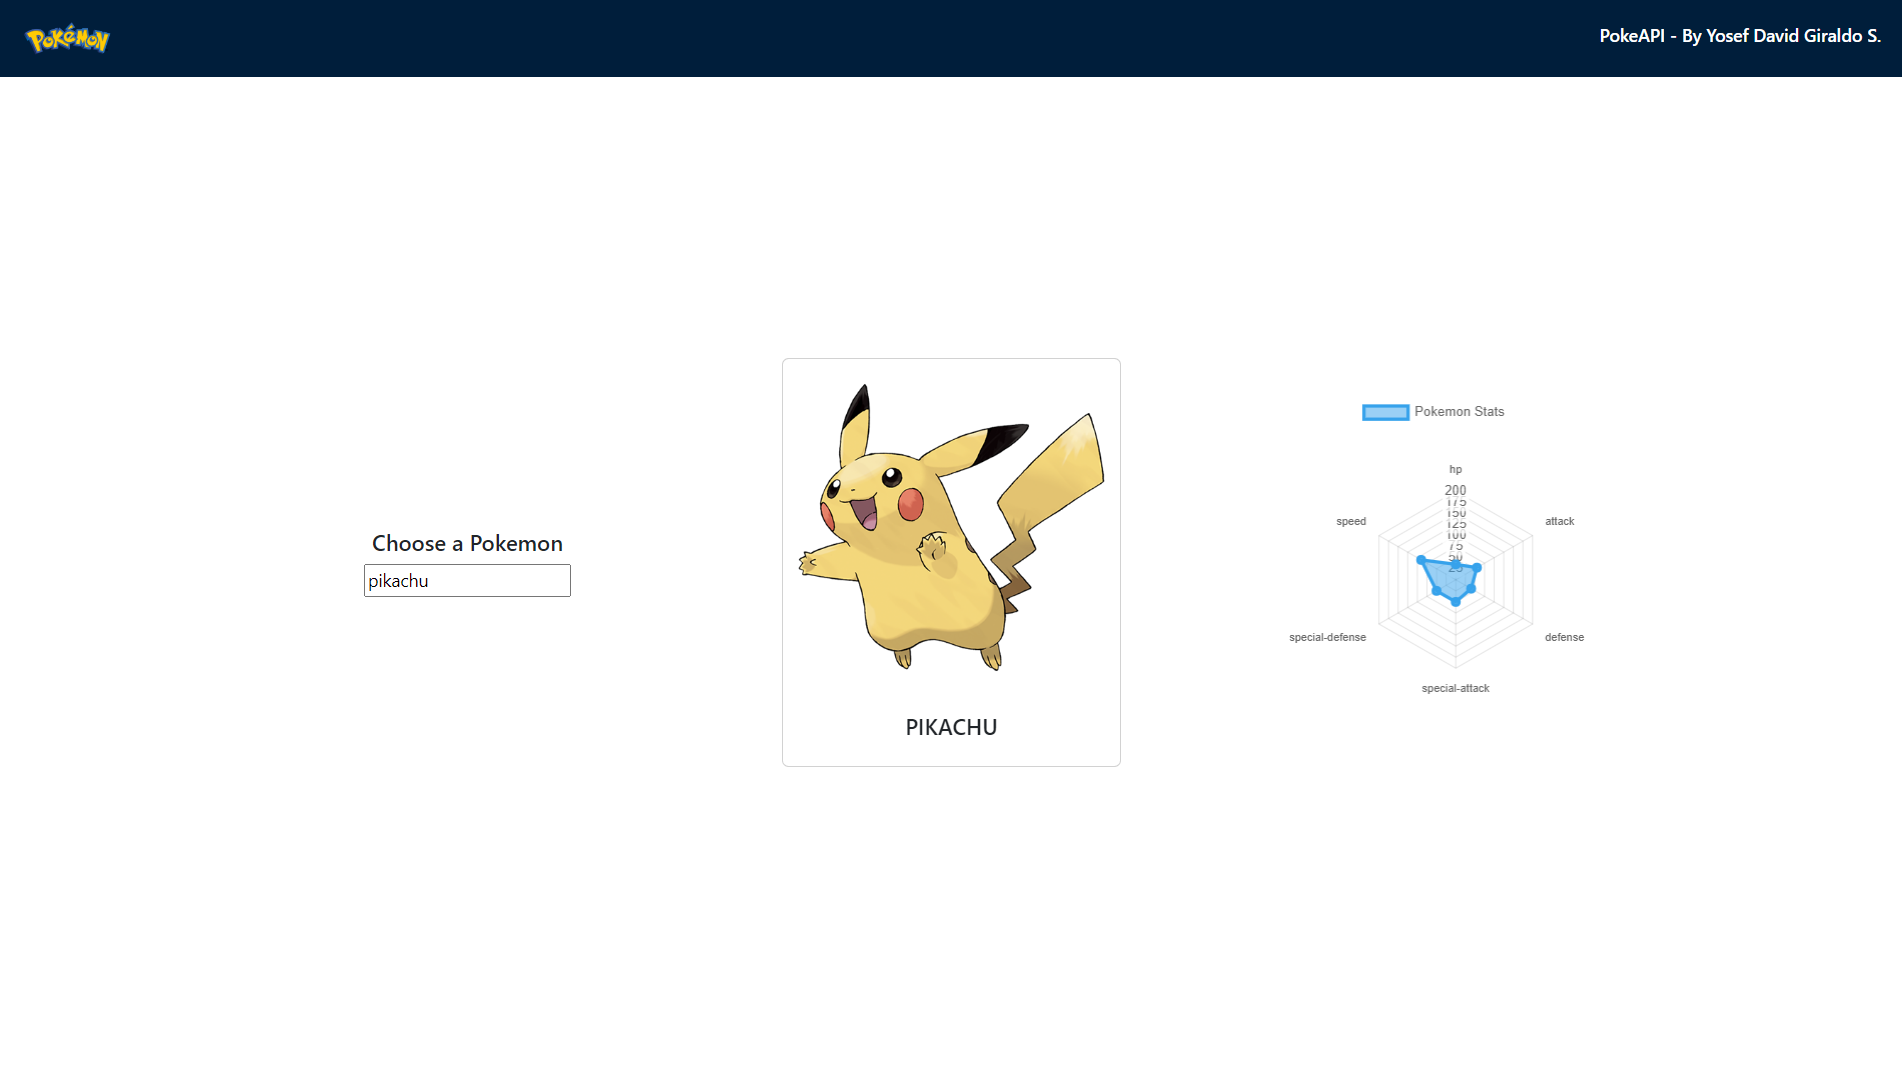 Pokémon
PokeAPI - By Yosef David Giraldo S.
Choose a Pokemon
pikachu
PIKACHU
Pokemon Stats
hp
200
175
150
125
100
75
50
25
speed
attack
special-defense
defense
special-attack